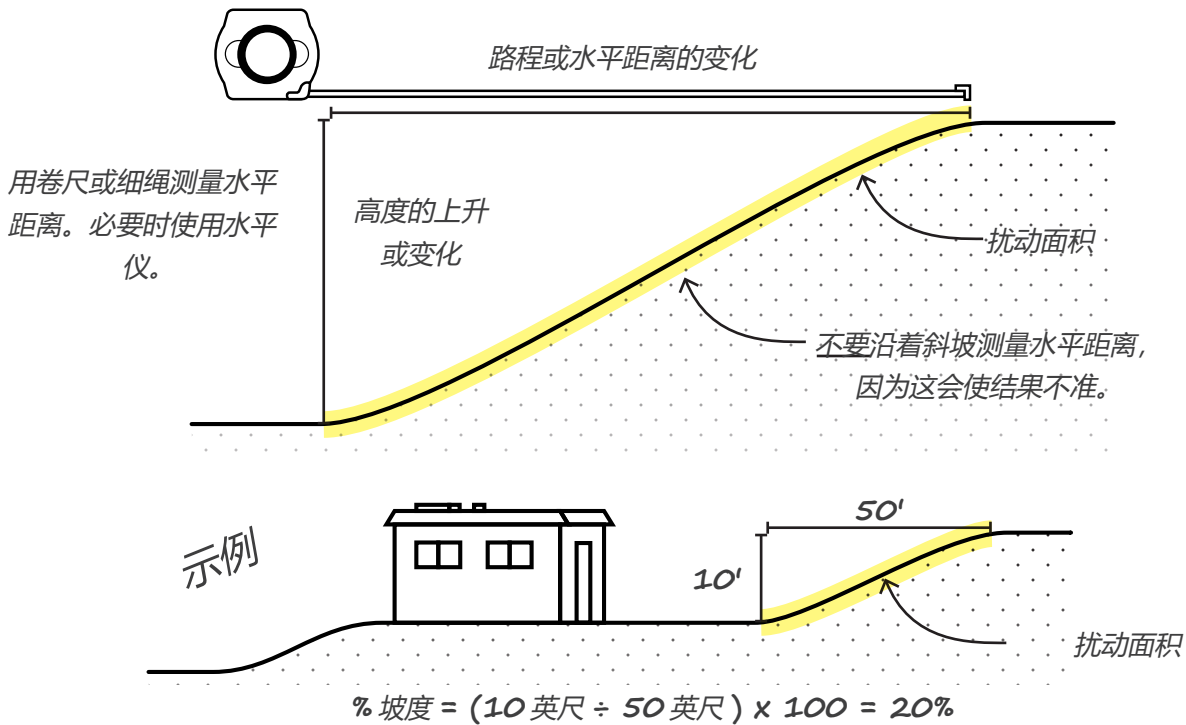 路程或水平距离的变化
用卷尺或细绳测量水平
距离。必要时使用水平
仪。
高度的上升
或变化
扰动面积
不要沿着斜坡测量水平距离，
因为这会使结果不准。
示例
50'
10'
扰动面积
% 坡度 = (10 英尺 ÷ 50 英尺 ) x 100 = 20%